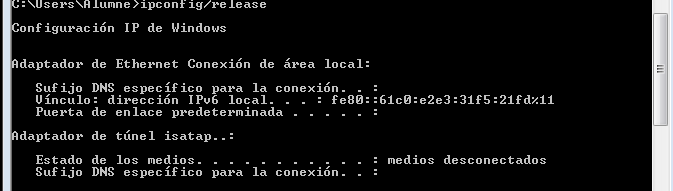 C:\Users\Alumne>ipconfig/release
Configuración IP de Windows
Adaptador de Ethernet Conexión de área local:
Sufijo DNS específico para la conexión. . :
Vínculo: dirección IPv6 local. . . : fe80::61c0:e2e3:31f5:21fd%11
Puerta de enlace predeterminada . . . . . :
Adaptador de túnel isatap..:
Estado de los medios. . . . . . . . . . . : medios desconectados
Sufijo DNS específico para la conexión. . :